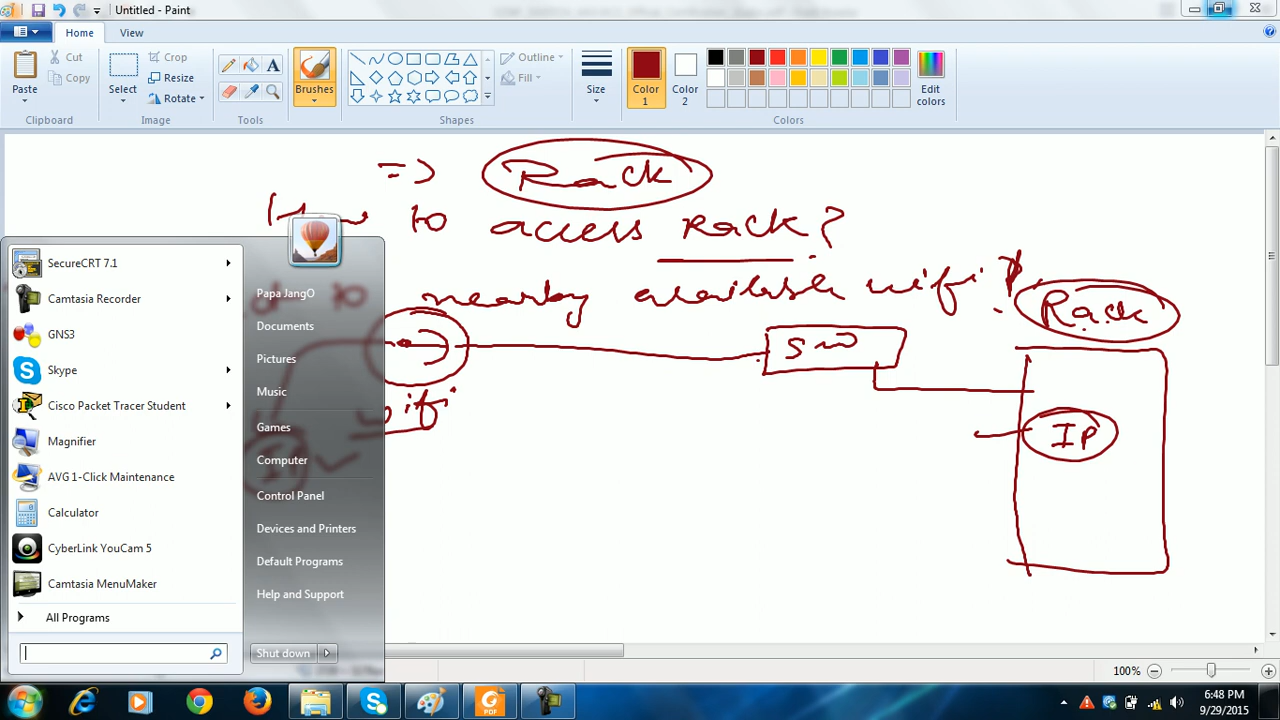 Untitled - Paint
Home
View
Paste
Cut
Copy
Clipboard
Select
Crop
Resize
Rotate
Image
Tools
Brushes
Shapes
Outline
Fill
Size
Color 1
Color 2
Edit colors
Colors
=> Rack
to access Rack?
to nearby available wifi
Rack
SW
IP
SecureCRT 7.1
Camtasia Recorder
GNS3
Skype
Cisco Packet Tracer Student
Magnifier
AVG 1-Click Maintenance
Calculator
CyberLink YouCam 5
Camtasia MenuMaker
All Programs
Papa JangO
Documents
Pictures
Music
Games
Computer
Control Panel
Devices and Printers
Default Programs
Help and Support
Shut down
100%
PDF
6:48 PM
9/29/2015